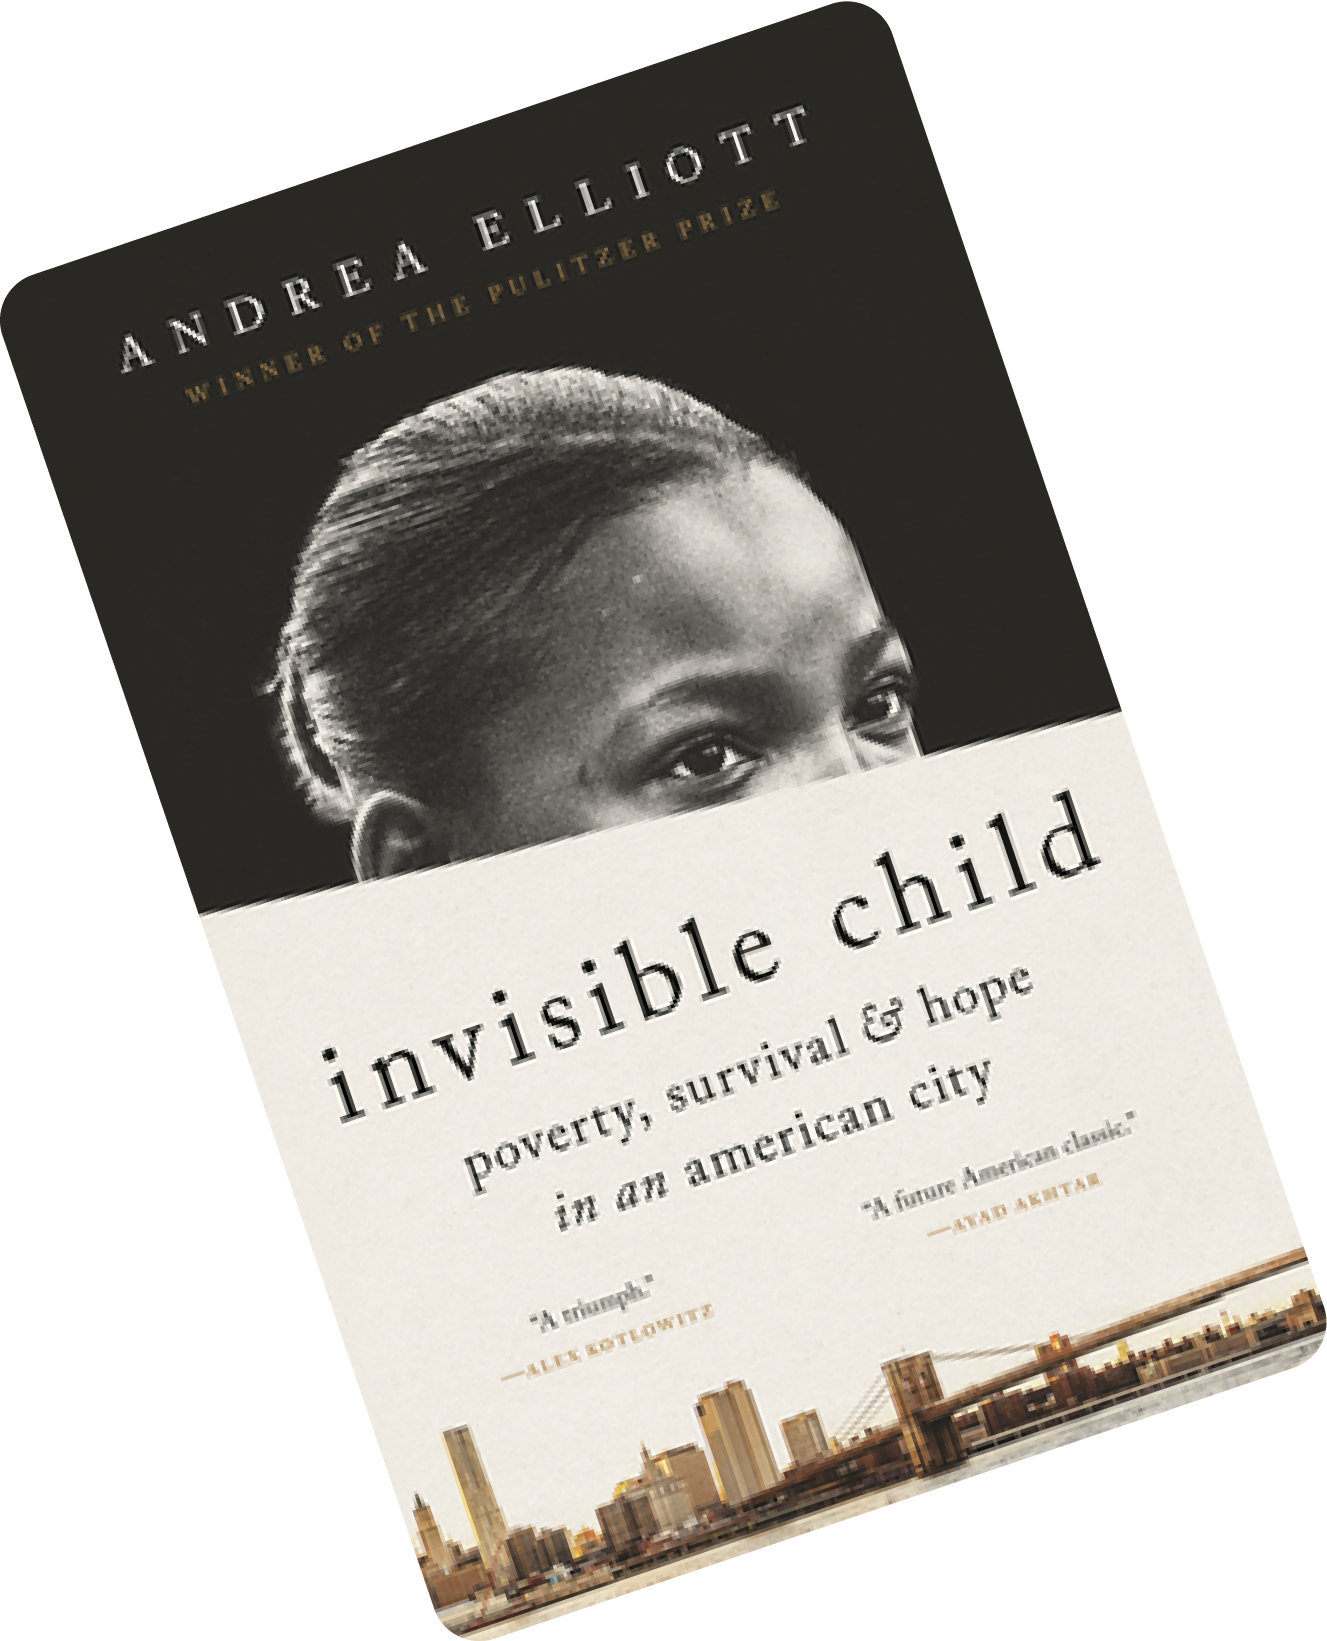 ANDREA ELLIOTT
WINNER OF THE PULITZER PRIZE
invisible child
poverty, survival & hope
in an american city
"A future American classic."
—AYAD AKHTAR
"A triumph."
—ALEX KOTLOWITZ